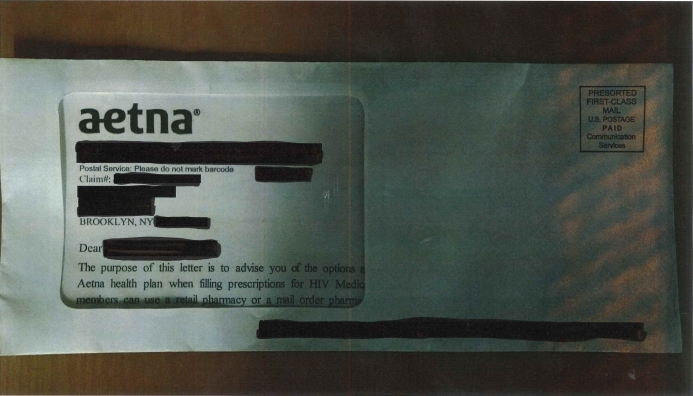 aetna®
PRESORTED
FIRST-CLASS
MAIL
U.S. POSTAGE
PAID
Communication
Services
Postal Service: Please do not mark barcode
Claim#:
BROOKLYN, NY
Dear
The purpose of this letter is to advise you of the options a
Aetna health plan when filling prescriptions for HIV Medic
members can use a retail pharmacy or a mail order pharma